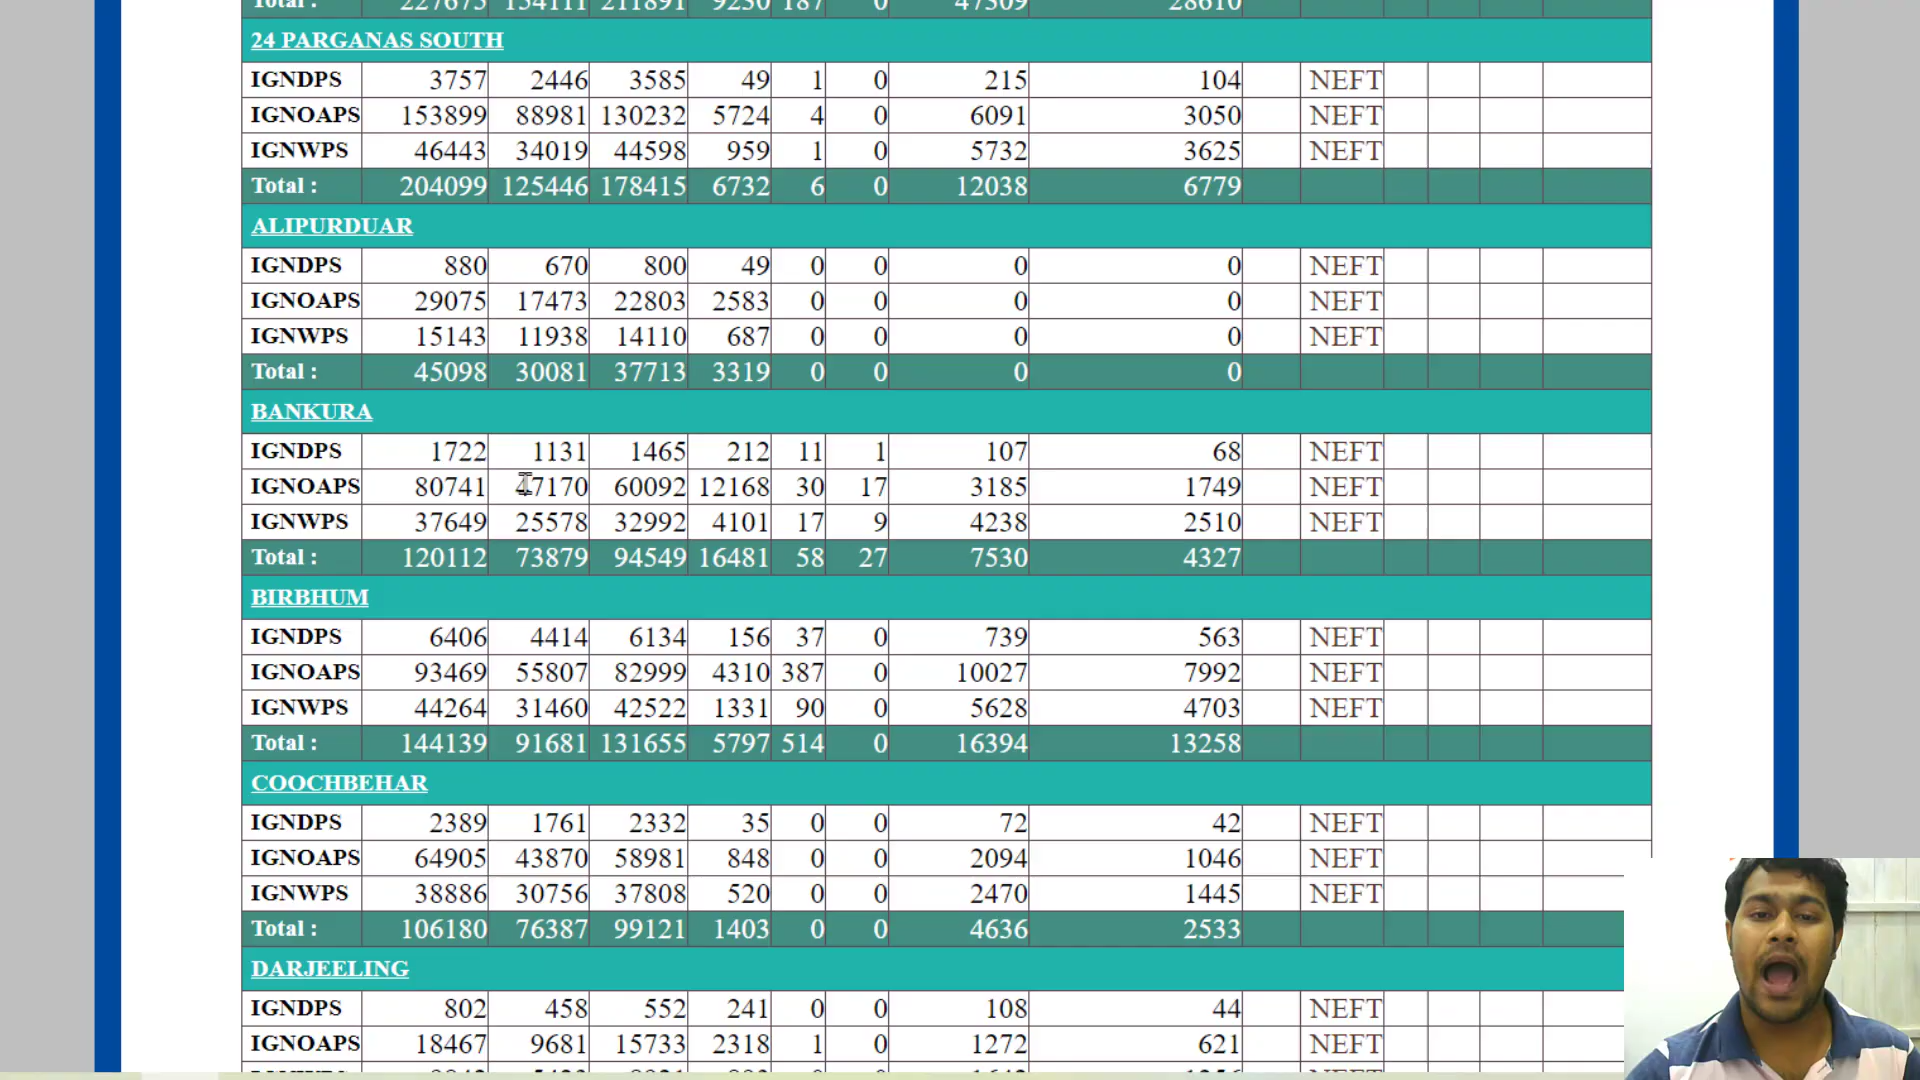 Total : 227675 154111 211891 9230 187 0 47309 28610
24 PARGANAS SOUTH
IGNDPS 3757 2446 3585 49 1 0 215 104 NEFT
IGNOAPS 153899 88981 130232 5724 4 0 6091 3050 NEFT
IGNWPS 46443 34019 44598 959 1 0 5732 3625 NEFT
Total : 204099 125446 178415 6732 6 0 12038 6779
ALIPURDUAR
IGNDPS 880 670 800 49 0 0 0 0 NEFT
IGNOAPS 29075 17473 22803 2583 0 0 0 0 NEFT
IGNWPS 15143 11938 14110 687 0 0 0 0 NEFT
Total : 45098 30081 37713 3319 0 0 0 0
BANKURA
IGNDPS 1722 1131 1465 212 11 1 107 68 NEFT
IGNOAPS 80741 47170 60092 12168 30 17 3185 1749 NEFT
IGNWPS 37649 25578 32992 4101 17 9 4238 2510 NEFT
Total : 120112 73879 94549 16481 58 27 7530 4327
BIRBHUM
IGNDPS 6406 4414 6134 156 37 0 739 563 NEFT
IGNOAPS 93469 55807 82999 4310 387 0 10027 7992 NEFT
IGNWPS 44264 31460 42522 1331 90 0 5628 4703 NEFT
Total : 144139 91681 131655 5797 514 0 16394 13258
COOCHBEHAR
IGNDPS 2389 1761 2332 35 0 0 72 42 NEFT
IGNOAPS 64905 43870 58981 848 0 0 2094 1046 NEFT
IGNWPS 38886 30756 37808 520 0 0 2470 1445 NEFT
Total : 106180 76387 99121 1403 0 0 4636 2533
DARJEELING
IGNDPS 802 458 552 241 0 0 108 44 NEFT
IGNOAPS 18467 9681 15733 2318 1 0 1272 621 NEFT